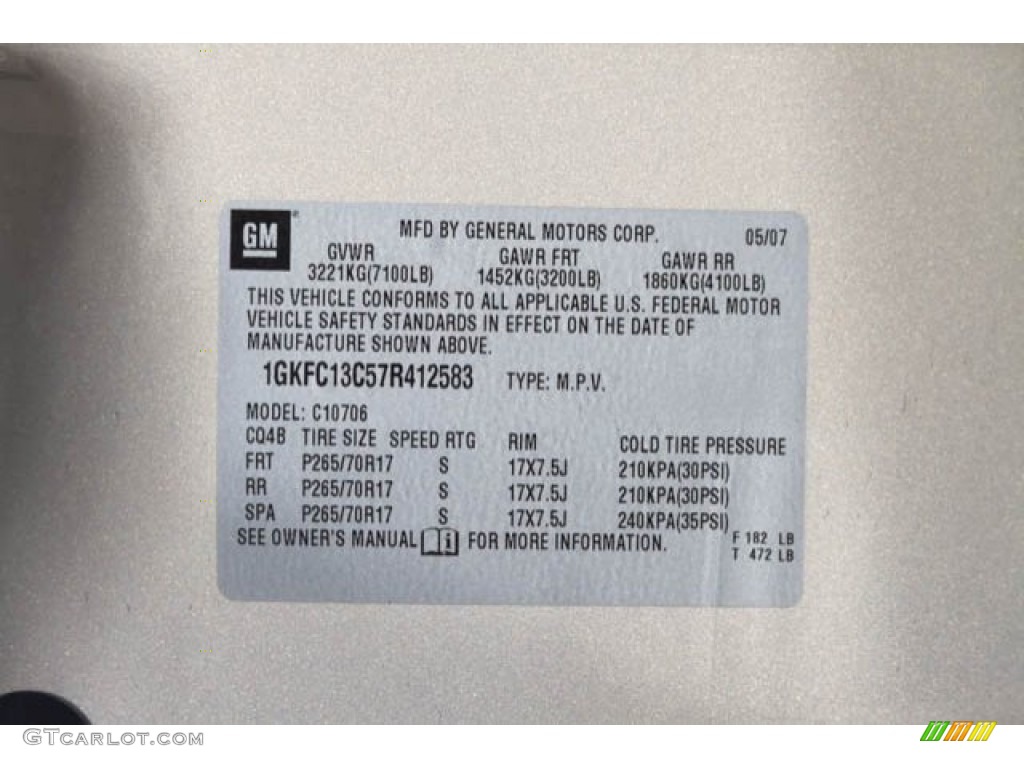 GM
MFD BY GENERAL MOTORS CORP. 05/07
GVWR GAWR FRT GAWR RR
3221KG(7100LB) 1452KG(3200LB) 1860KG(4100LB)
THIS VEHICLE CONFORMS TO ALL APPLICABLE U.S. FEDERAL MOTOR
VEHICLE SAFETY STANDARDS IN EFFECT ON THE DATE OF
MANUFACTURE SHOWN ABOVE.
1GKFC13C57R412583 TYPE: M.P.V.
MODEL: C10706
CQ4B TIRE SIZE SPEED RTG RIM COLD TIRE PRESSURE
FRT P265/70R17 S 17X7.5J 210KPA(30PSI)
RR P265/70R17 S 17X7.5J 210KPA(30PSI)
SPA P265/70R17 S 17X7.5J 240KPA(35PSI)
SEE OWNER'S MANUAL i FOR MORE INFORMATION.
F 182 LB
T 472 LB
GTCarlot.com